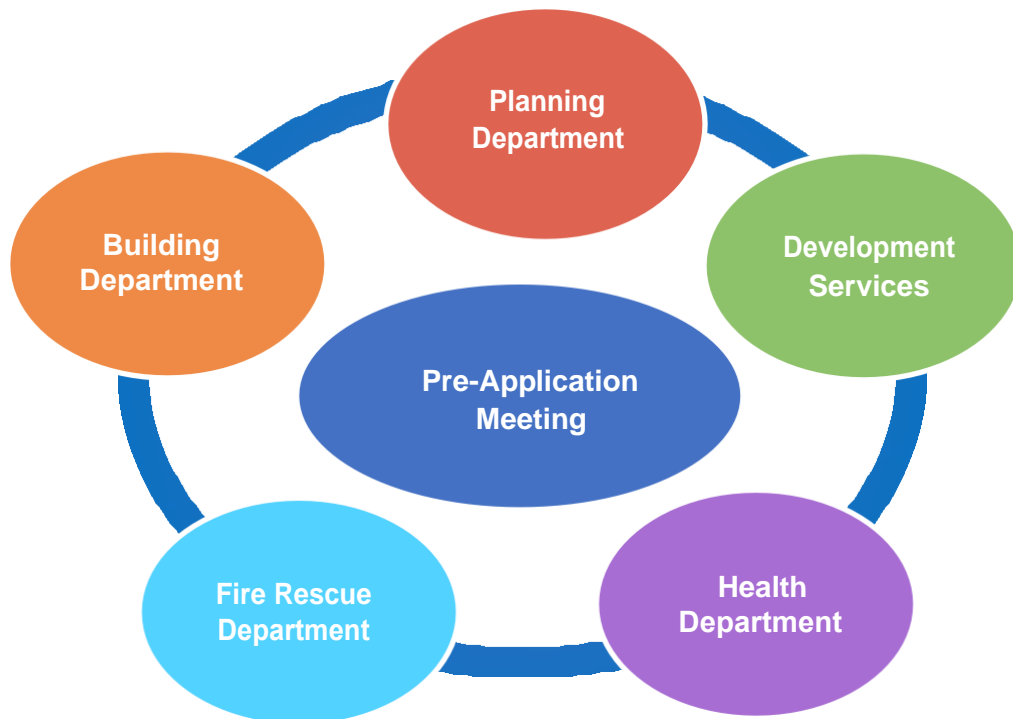 Planning
Department
Building
Department
Development
Services
Pre-Application
Meeting
Fire Rescue
Department
Health
Department